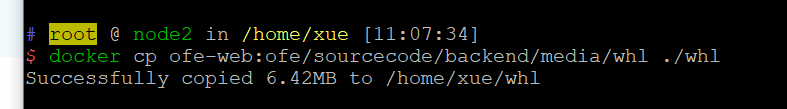 # root @ node2 in /home/xue [11:07:34]
$ docker cp ofe-web:ofe/sourcecode/backend/media/whl ./whl
Successfully copied 6.42MB to /home/xue/whl